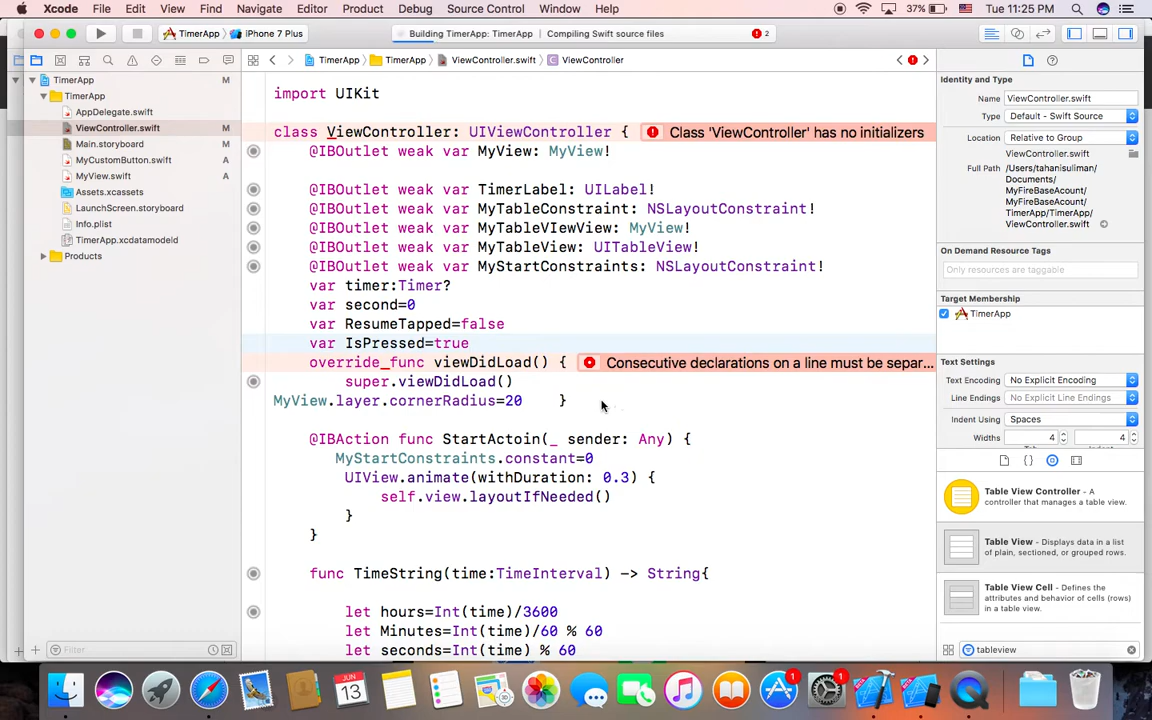 Xcode File Edit View Find Navigate Editor Product Debug Source Control Window Help 37% Tue 11:25 PM
TimerApp iPhone 7 Plus Building TimerApp: TimerApp | Compiling Swift source files 2
TimerApp TimerApp ViewController.swift C ViewController
TimerApp M
TimerApp
AppDelegate.swift
ViewController.swift M
Main.storyboard M
MyCustomButton.swift A
MyView.swift A
Assets.xcassets
LaunchScreen.storyboard
Info.plist
TimerApp.xcdatamodeld
Products
Filter
import UIKit
class ViewController: UIViewController { Class 'ViewController' has no initializers
@IBOutlet weak var MyView: MyView!
@IBOutlet weak var TimerLabel: UILabel!
@IBOutlet weak var MyTableConstraint: NSLayoutConstraint!
@IBOutlet weak var MyTableVIewView: MyView!
@IBOutlet weak var MyTableView: UITableView!
@IBOutlet weak var MyStartConstraints: NSLayoutConstraint!
var timer:Timer?
var second=0
var ResumeTapped=false
var IsPressed=true
override func viewDidLoad() { Consecutive declarations on a line must be separ...
super.viewDidLoad()
MyView.layer.cornerRadius=20 }
@IBAction func StartActoin(_ sender: Any) {
MyStartConstraints.constant=0
UIView.animate(withDuration: 0.3) {
self.view.layoutIfNeeded()
}
}
func TimeString(time:TimeInterval) -> String{
let hours=Int(time)/3600
let Minutes=Int(time)/60 % 60
let seconds=Int(time) % 60
Identity and Type
Name ViewController.swift
Type Default - Swift Source
Location Relative to Group
ViewController.swift
Full Path /Users/tahanisuliman/
Documents/
MyFireBaseAcount/
MyFireBaseAcount/
TimerApp/TimerApp/
ViewController.swift
On Demand Resource Tags
Only resources are taggable
Target Membership
TimerApp
Text Settings
Text Encoding No Explicit Encoding
Line Endings No Explicit Line Endings
Indent Using Spaces
Widths 4 4
Table View Controller - A
controller that manages a table view.
Table View - Displays data in a list
of plain, sectioned, or grouped rows.
Table View Cell - Defines the
attributes and behavior of cells (rows)
in a table view.
tableview
JUN
13
1
1